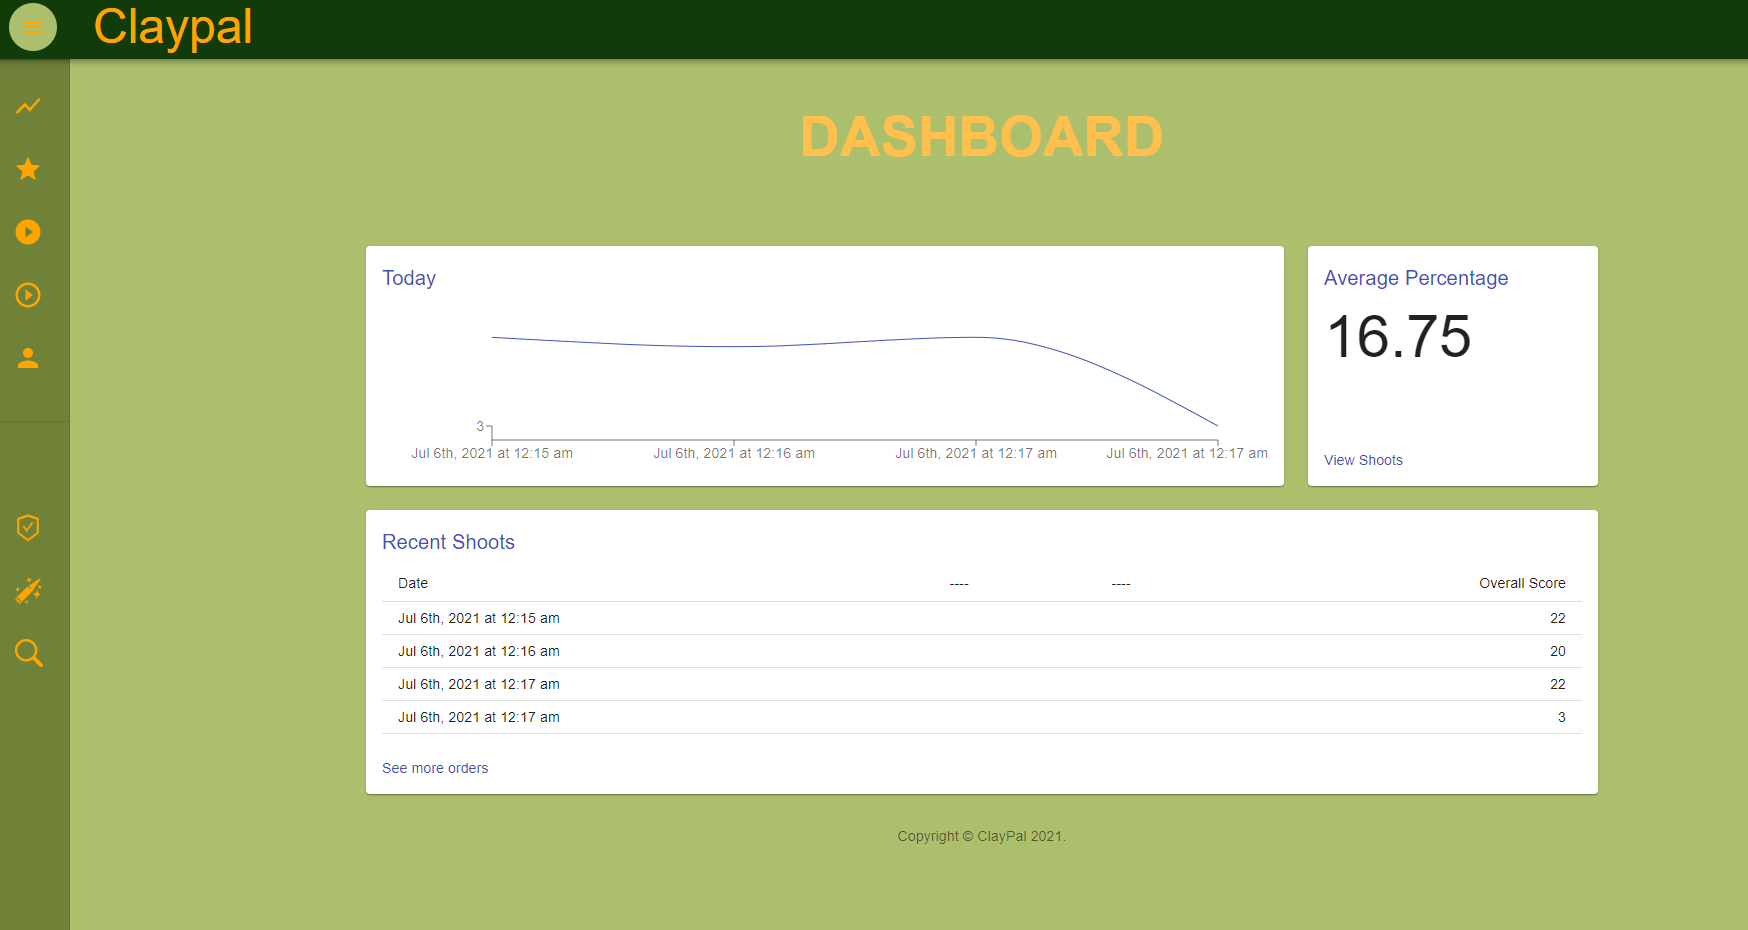 Claypal
DASHBOARD
Today
3
Jul 6th, 2021 at 12:15 am Jul 6th, 2021 at 12:16 am Jul 6th, 2021 at 12:17 am Jul 6th, 2021 at 12:17 am
Average Percentage
16.75
View Shoots
Recent Shoots
Date ---- ---- Overall Score
Jul 6th, 2021 at 12:15 am 22
Jul 6th, 2021 at 12:16 am 20
Jul 6th, 2021 at 12:17 am 22
Jul 6th, 2021 at 12:17 am 3
See more orders
Copyright © ClayPal 2021.